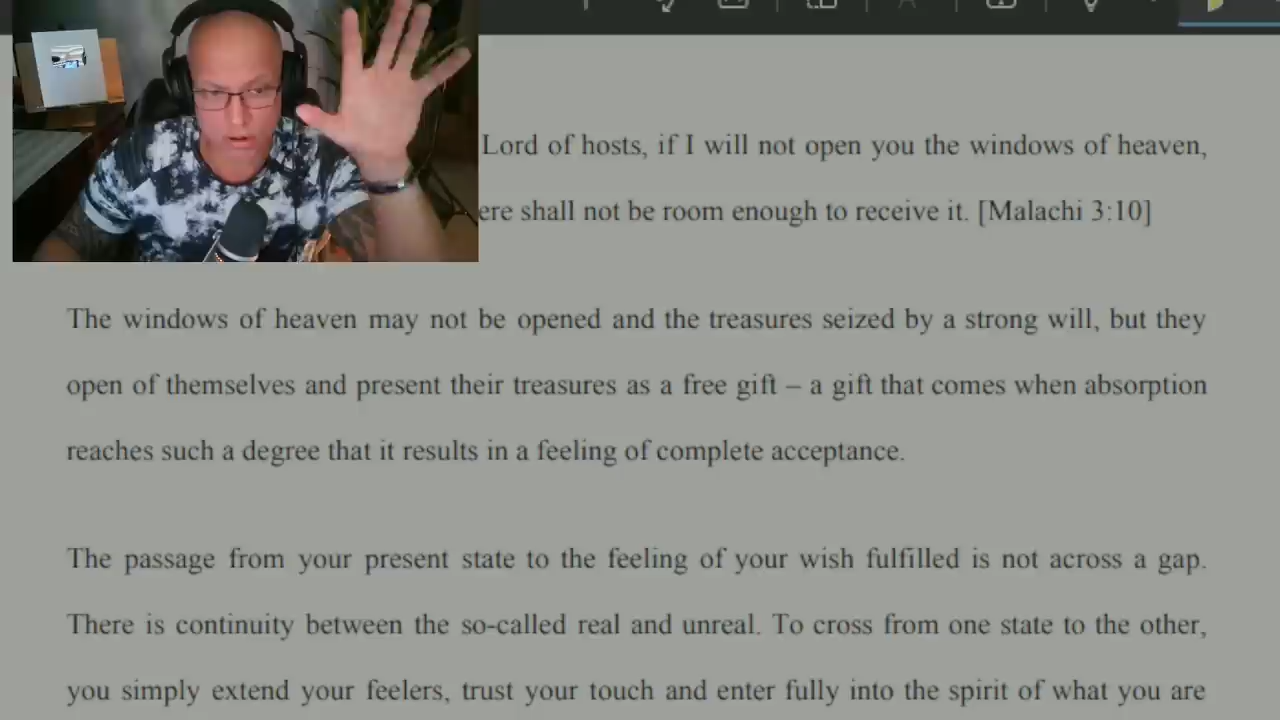 Lord of hosts, if I will not open you the windows of heaven,
ere shall not be room enough to receive it. [Malachi 3:10]
The windows of heaven may not be opened and the treasures seized by a strong will, but they
open of themselves and present their treasures as a free gift – a gift that comes when absorption
reaches such a degree that it results in a feeling of complete acceptance.
The passage from your present state to the feeling of your wish fulfilled is not across a gap.
There is continuity between the so-called real and unreal. To cross from one state to the other,
you simply extend your feelers, trust your touch and enter fully into the spirit of what you are